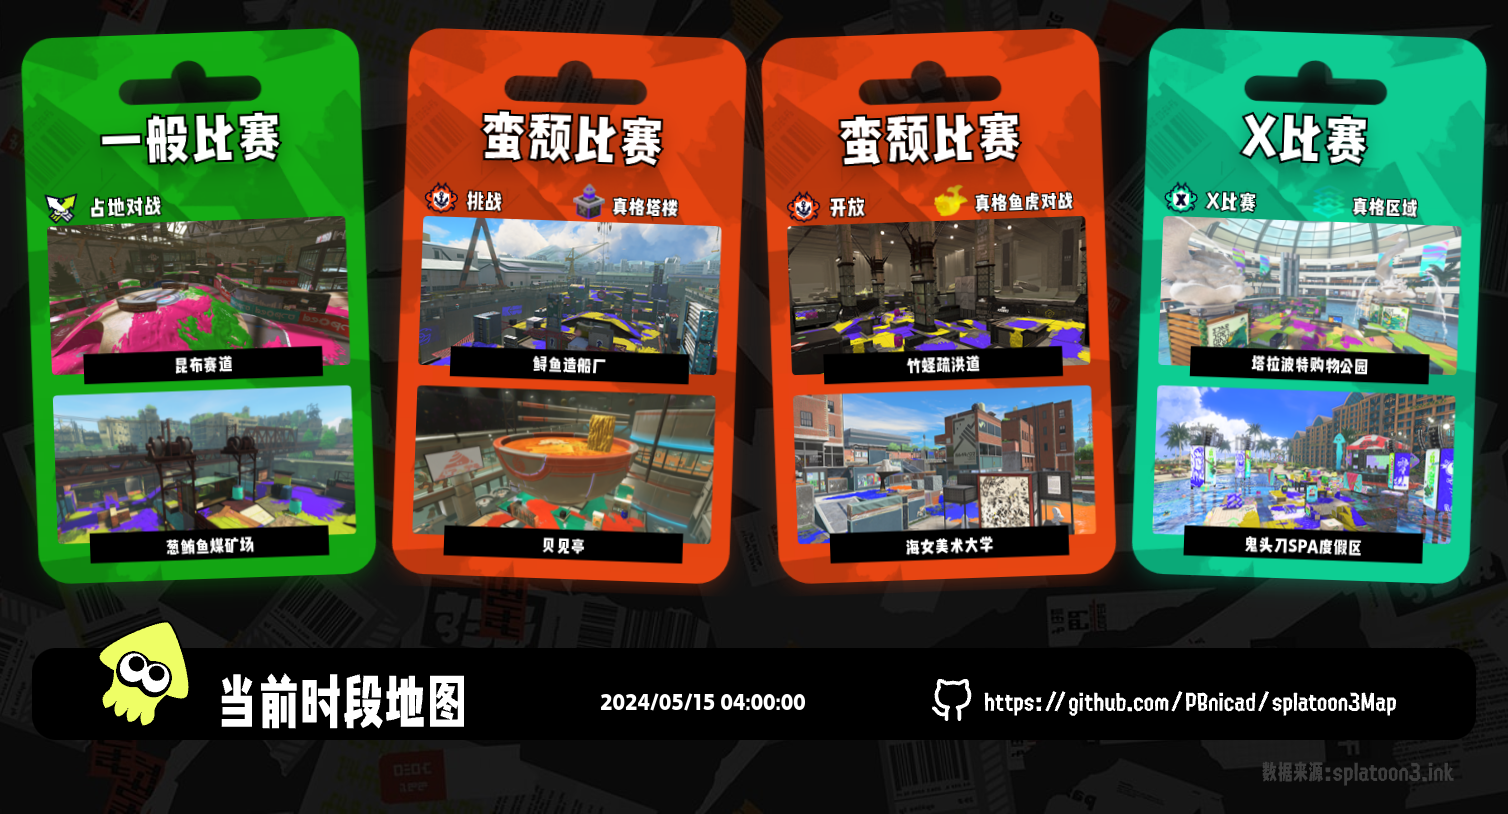 一般比赛
占地对战
昆布赛道
葱鲔鱼煤矿场
蛮颓比赛
挑战
真格塔楼
鲟鱼造船厂
贝见亭
蛮颓比赛
开放
真格鱼虎对战
竹蛏疏洪道
海女美术大学
X比赛
X比赛
真格区域
塔拉波特购物公园
鬼头刀SPA度假区
当前时段地图
2024/05/15 04:00:00
https://github.com/PBnicad/splatoon3Map
数据来源:splatoon3.ink